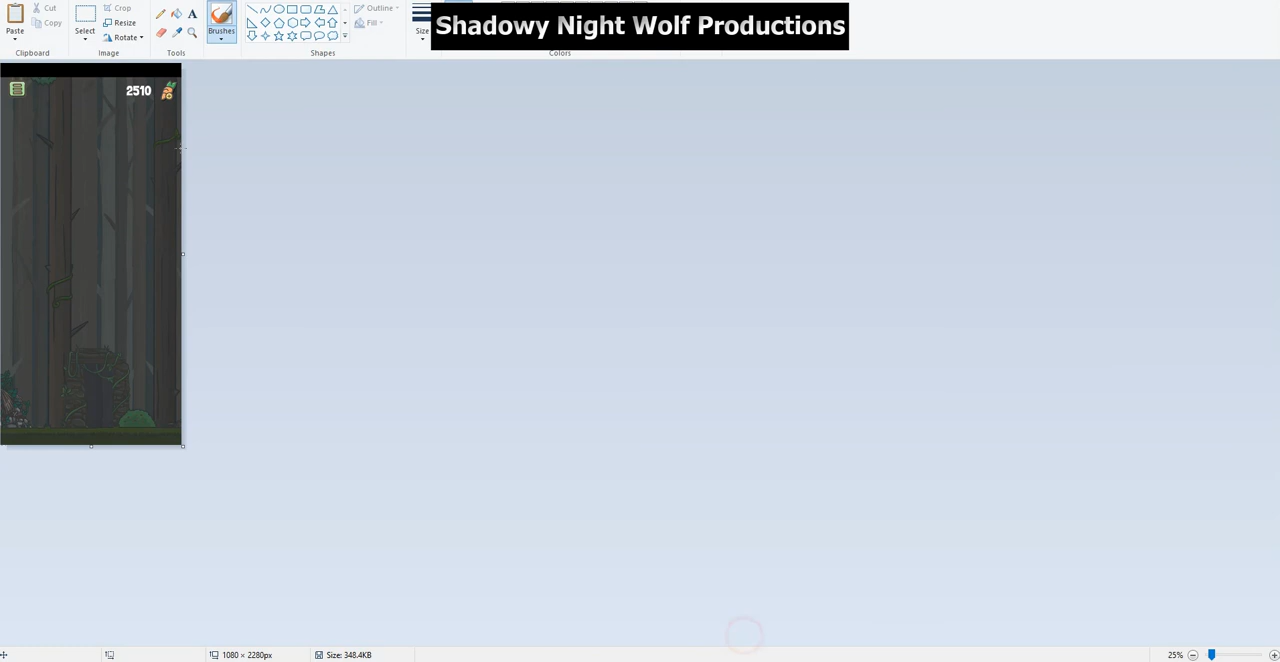 Paste
Cut
Copy
Clipboard
Select
Crop
Resize
Rotate
Image
A
Tools
Brushes
Outline
Fill
Shapes
Size
Shadowy Night Wolf Productions
Colors
2510
1080 × 2280px
Size: 348.4KB
25%